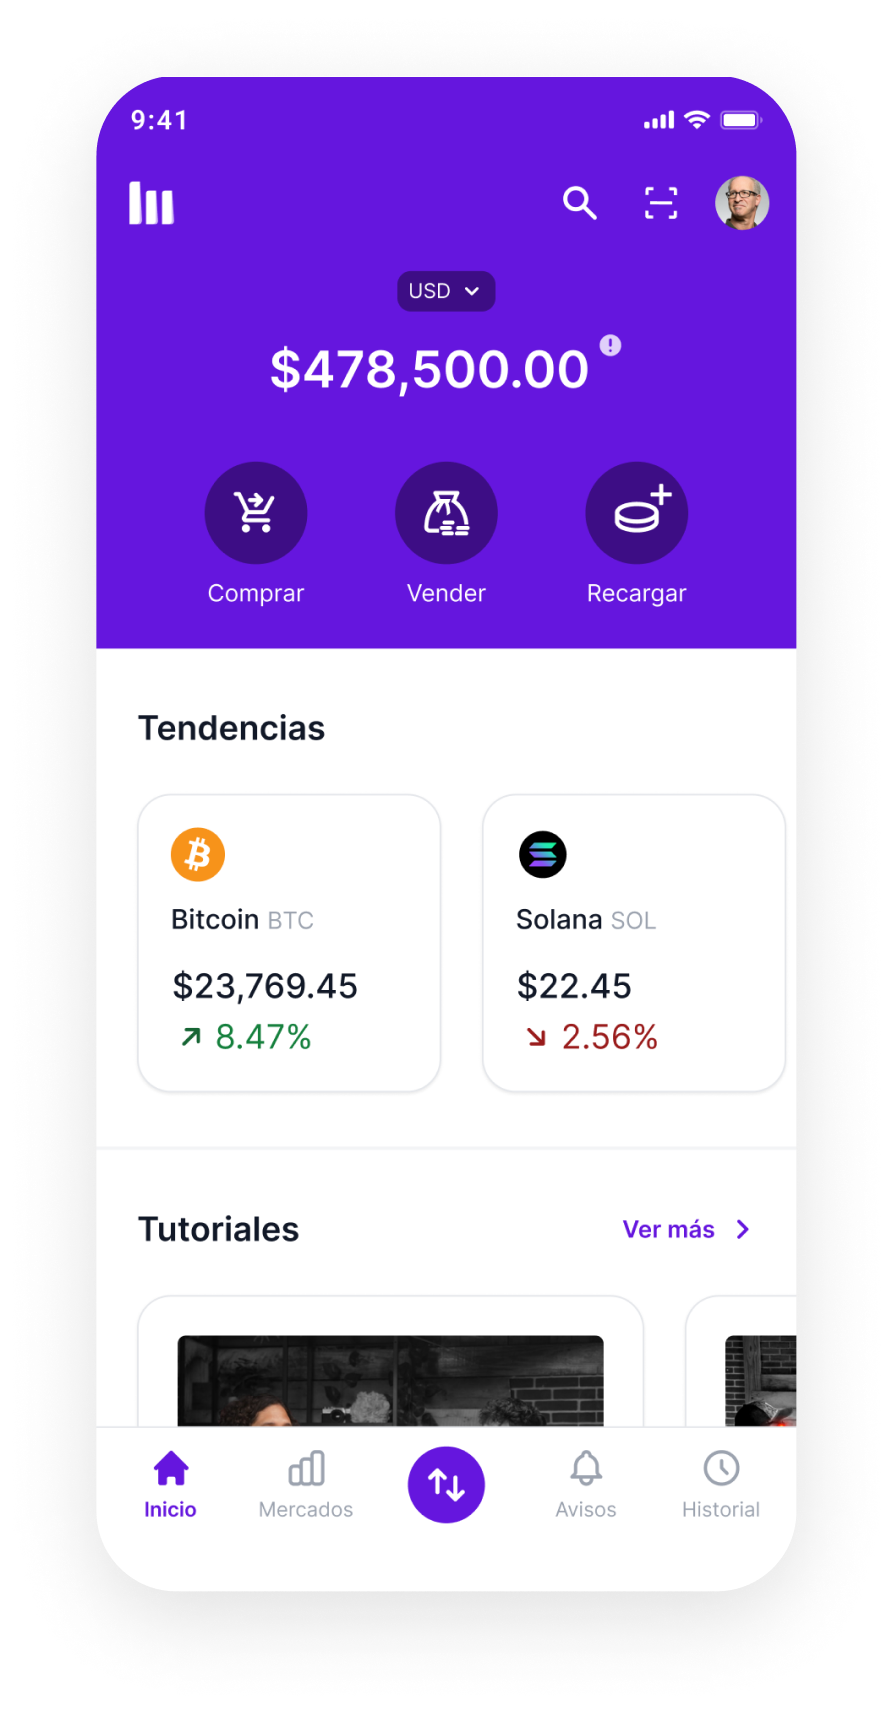 9:41
USD
$478,500.00
Comprar Vender Recargar
Tendencias
Bitcoin BTC
$23,769.45
8.47%
Solana SOL
$22.45
2.56%
Tutoriales
Ver más
Inicio Mercados Avisos Historial